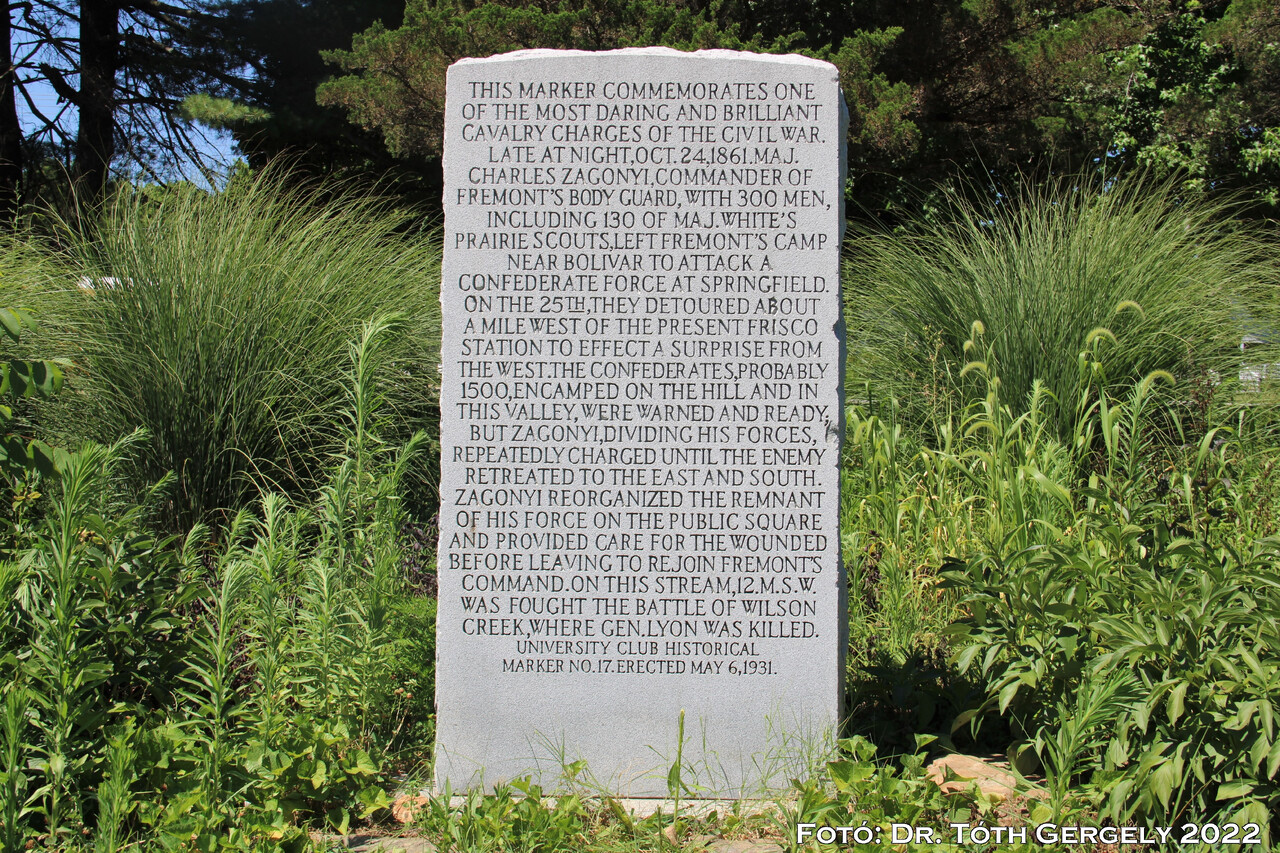 THIS MARKER COMMEMORATES ONE
OF THE MOST DARING AND BRILLIANT
CAVALRY CHARGES OF THE CIVIL WAR.
LATE AT NIGHT, OCT. 24, 1861. MAJ.
CHARLES ZAGONYI, COMMANDER OF
FREMONT'S BODY GUARD, WITH 300 MEN,
INCLUDING 130 OF MAJ. WHITE'S
PRAIRIE SCOUTS, LEFT FREMONT'S CAMP
NEAR BOLIVAR TO ATTACK A
CONFEDERATE FORCE AT SPRINGFIELD.
ON THE 25TH, THEY DETOURED ABOUT
A MILE WEST OF THE PRESENT FRISCO
STATION TO EFFECT A SURPRISE FROM
THE WEST. THE CONFEDERATES, PROBABLY
1500, ENCAMPED ON THE HILL AND IN
THIS VALLEY, WERE WARNED AND READY,
BUT ZAGONYI, DIVIDING HIS FORCES,
REPEATEDLY CHARGED UNTIL THE ENEMY
RETREATED TO THE EAST AND SOUTH.
ZAGONYI REORGANIZED THE REMNANT
OF HIS FORCE ON THE PUBLIC SQUARE
AND PROVIDED CARE FOR THE WOUNDED
BEFORE LEAVING TO REJOIN FREMONT'S
COMMAND. ON THIS STREAM, 12. M. S. W.
WAS FOUGHT THE BATTLE OF WILSON
CREEK, WHERE GEN. LYON WAS KILLED.
UNIVERSITY CLUB HISTORICAL
MARKER NO. 17. ERECTED MAY 6, 1931.
FOTÓ: DR. TÓTH GERGELY 2022